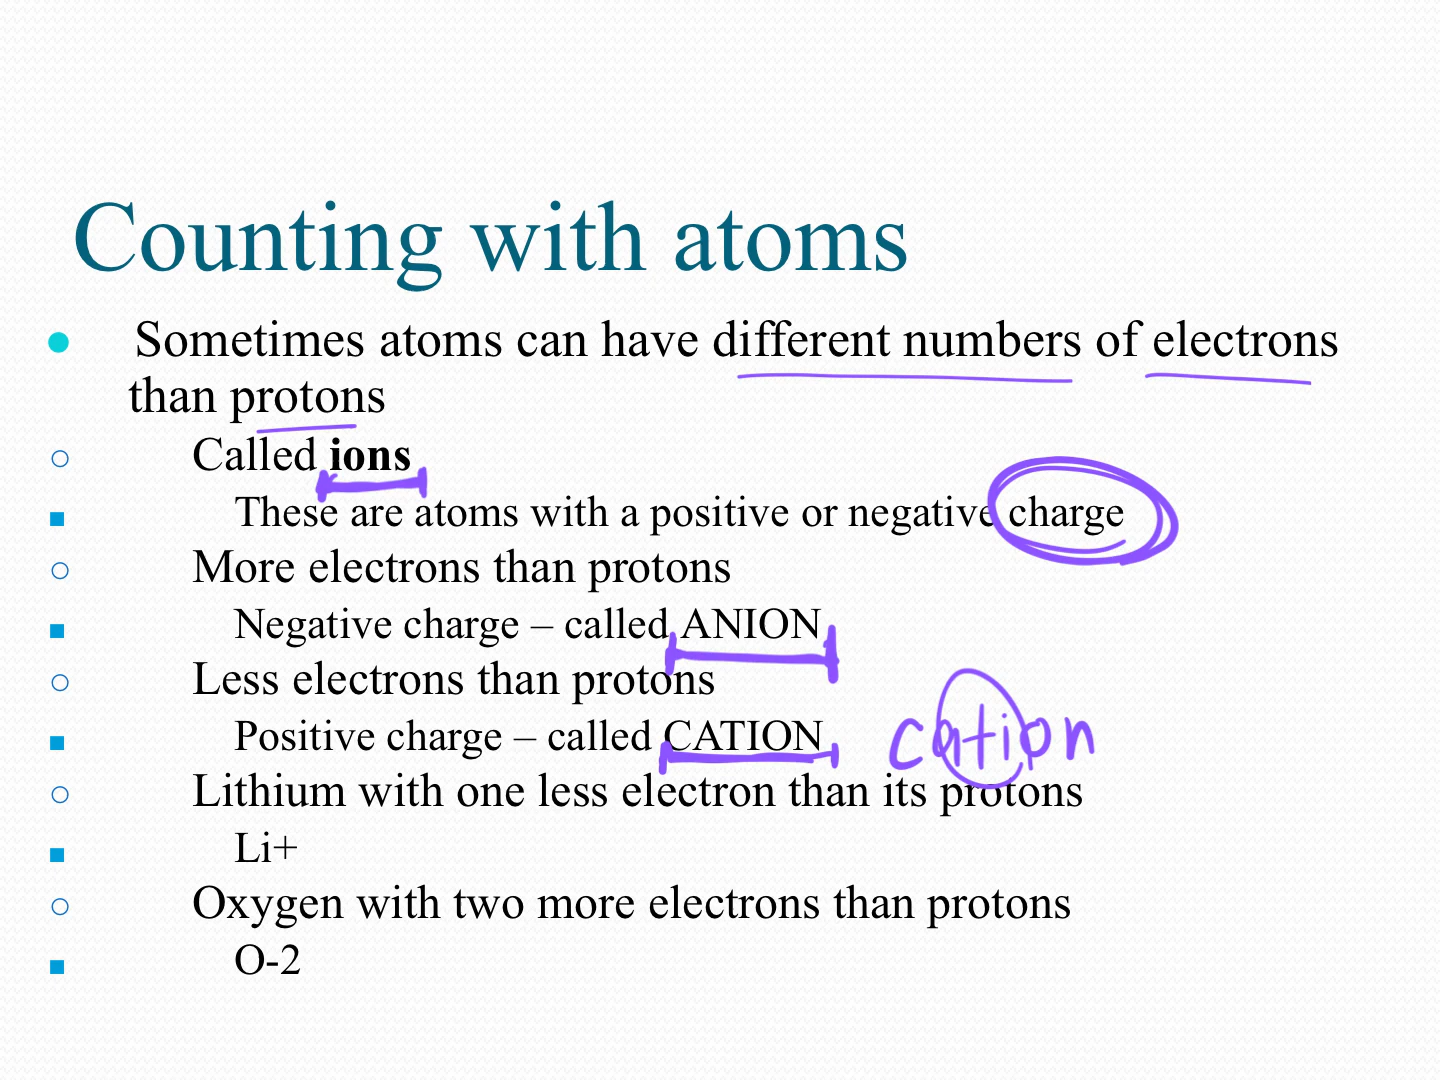 Counting with atoms
Sometimes atoms can have different numbers of electrons
than protons
Called ions
These are atoms with a positive or negative charge
More electrons than protons
Negative charge – called ANION
Less electrons than protons
Positive charge – called CATION
cation
Lithium with one less electron than its protons
Li+
Oxygen with two more electrons than protons
O-2